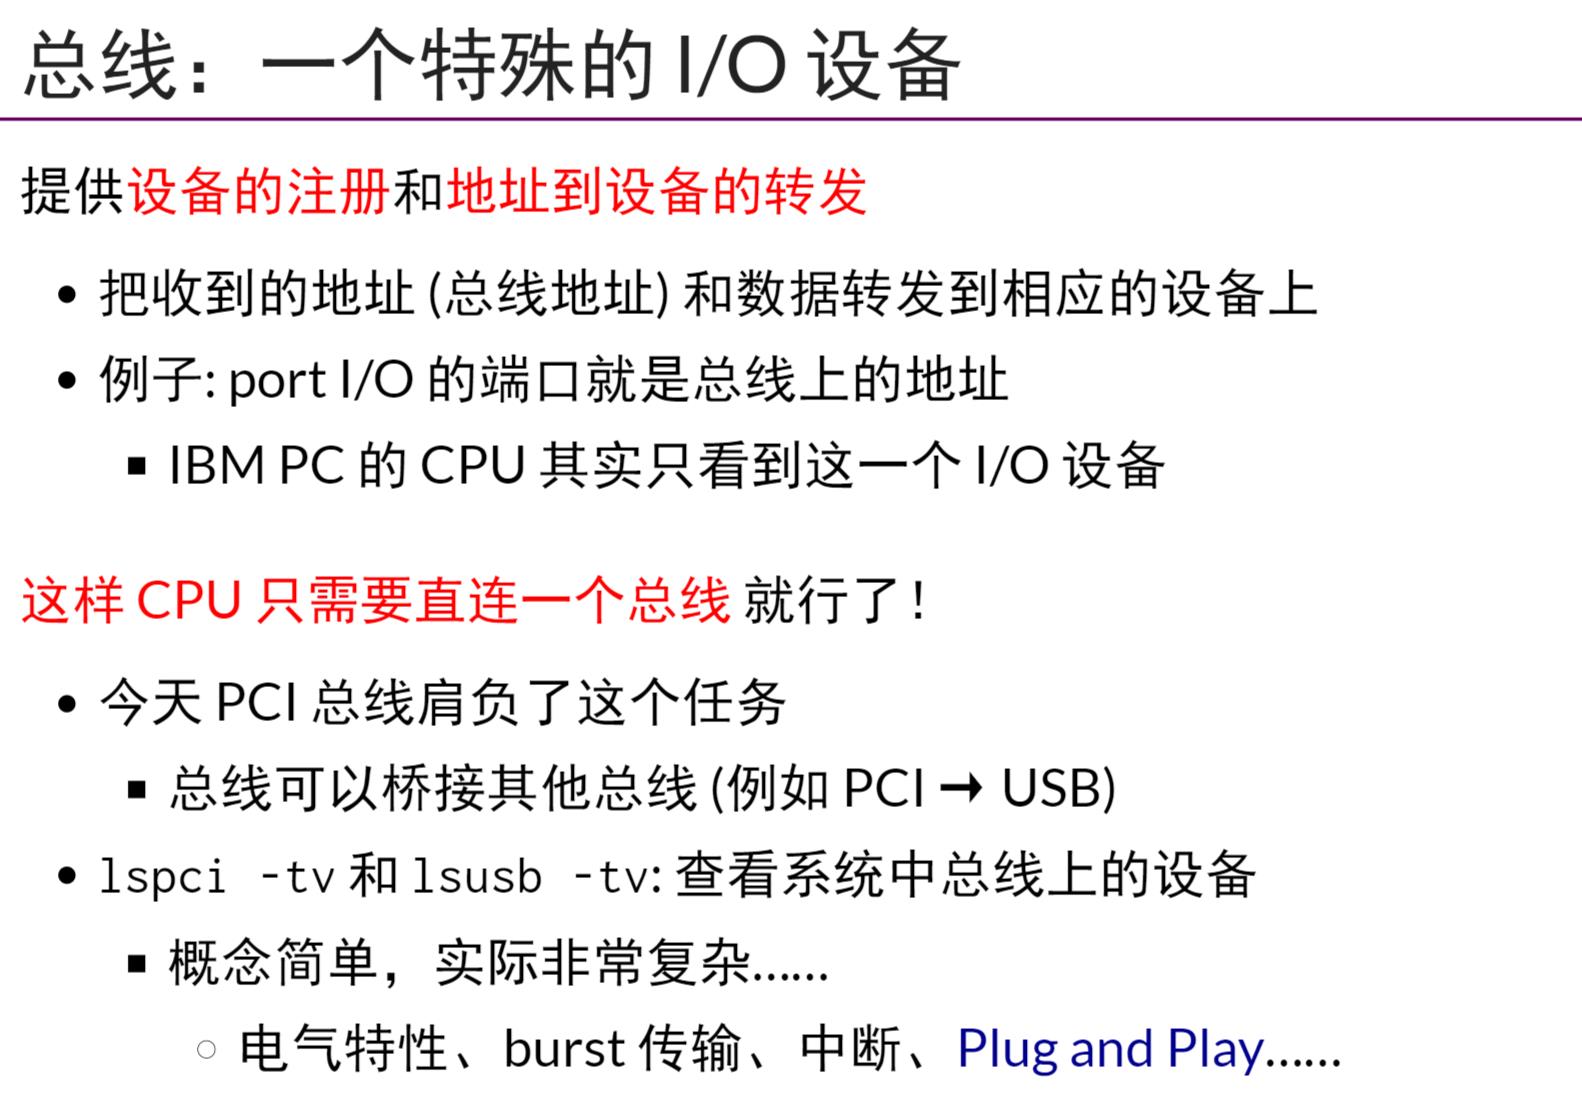 总线：一个特殊的 I/O 设备
提供设备的注册和地址到设备的转发
• 把收到的地址 (总线地址) 和数据转发到相应的设备上
• 例子: port I/O 的端口就是总线上的地址
▪ IBM PC 的 CPU 其实只看到这一个 I/O 设备
这样 CPU 只需要直连一个总线 就行了！
• 今天 PCI 总线肩负了这个任务
▪ 总线可以桥接其他总线 (例如 PCI → USB)
• lspci -tv 和 lsusb -tv: 查看系统中总线上的设备
▪ 概念简单，实际非常复杂……
○ 电气特性、burst 传输、中断、Plug and Play……